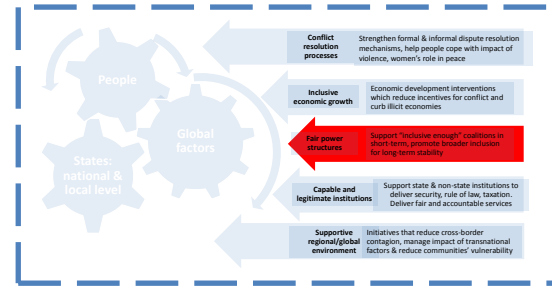 People
Global
factors
States:
national &
local level
Conflict
resolution
processes
Strengthen formal & informal dispute resolution
mechanisms, help people cope with impact of
violence, women's role in peace
Inclusive
economic growth
Economic development interventions
which reduce incentives for conflict and
curb illicit economies
Fair power
structures
Support "inclusive enough" coalitions in
short-term, promote broader inclusion
for long-term stability
Capable and
legitimate institutions
Support state & non-state institutions to
deliver security, rule of law, taxation.
Deliver fair and accountable services
Supportive
regional/global
environment
Initiatives that reduce cross-border
contagion, manage impact of transnational
factors & reduce communities' vulnerability